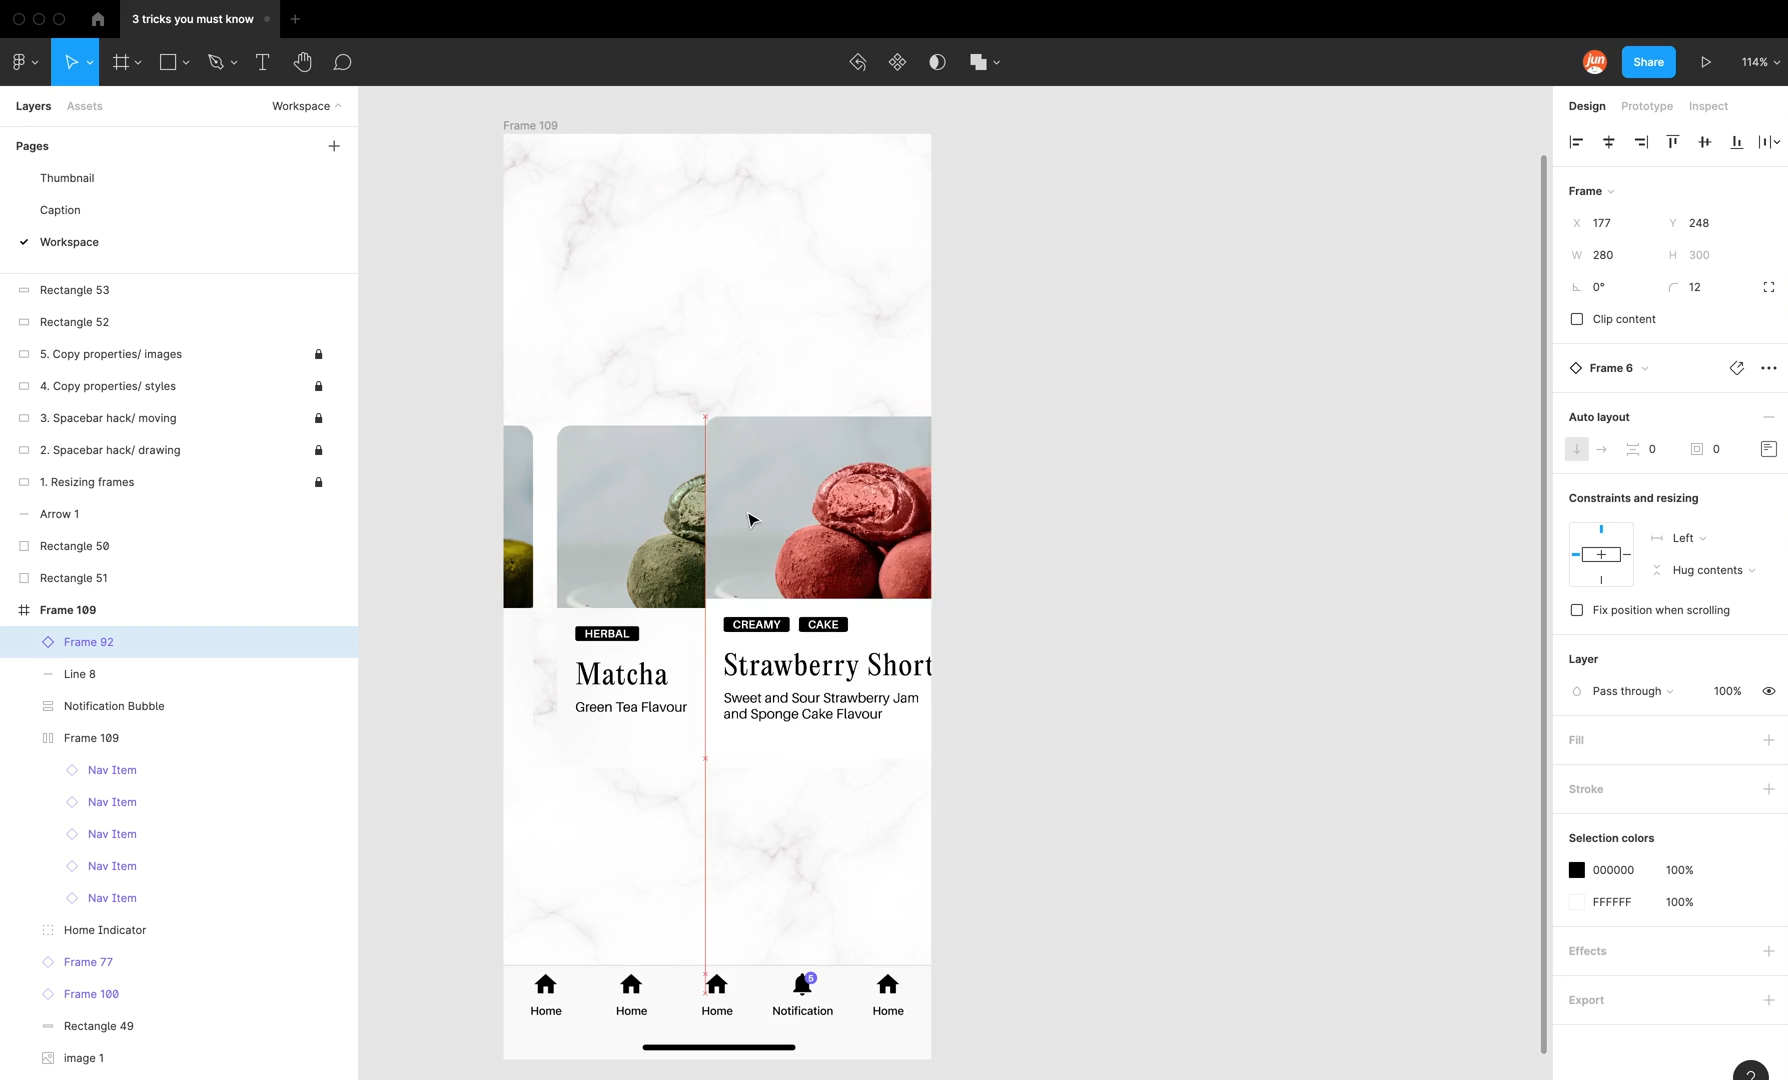 3 tricks you must know
jun
Share
114%
Layers
Assets
Workspace
Pages
Thumbnail
Caption
Workspace
Rectangle 53
Rectangle 52
5. Copy properties/ images
4. Copy properties/ styles
3. Spacebar hack/ moving
2. Spacebar hack/ drawing
1. Resizing frames
Arrow 1
Rectangle 50
Rectangle 51
Frame 109
Frame 92
Line 8
Notification Bubble
Frame 109
Nav Item
Nav Item
Nav Item
Nav Item
Nav Item
Home Indicator
Frame 77
Frame 100
Rectangle 49
image 1
Frame 109
HERBAL
Matcha
Green Tea Flavour
CREAMY
CAKE
Strawberry Short
Sweet and Sour Strawberry Jam
and Sponge Cake Flavour
Home
Home
Home
5
Notification
Home
Design
Prototype
Inspect
Frame
X 177
Y 248
W 280
H 300
0°
12
Clip content
Frame 6
Auto layout
0
0
Constraints and resizing
Left
Hug contents
Fix position when scrolling
Layer
Pass through
100%
Fill
Stroke
Selection colors
000000 100%
FFFFFF 100%
Effects
Export
?